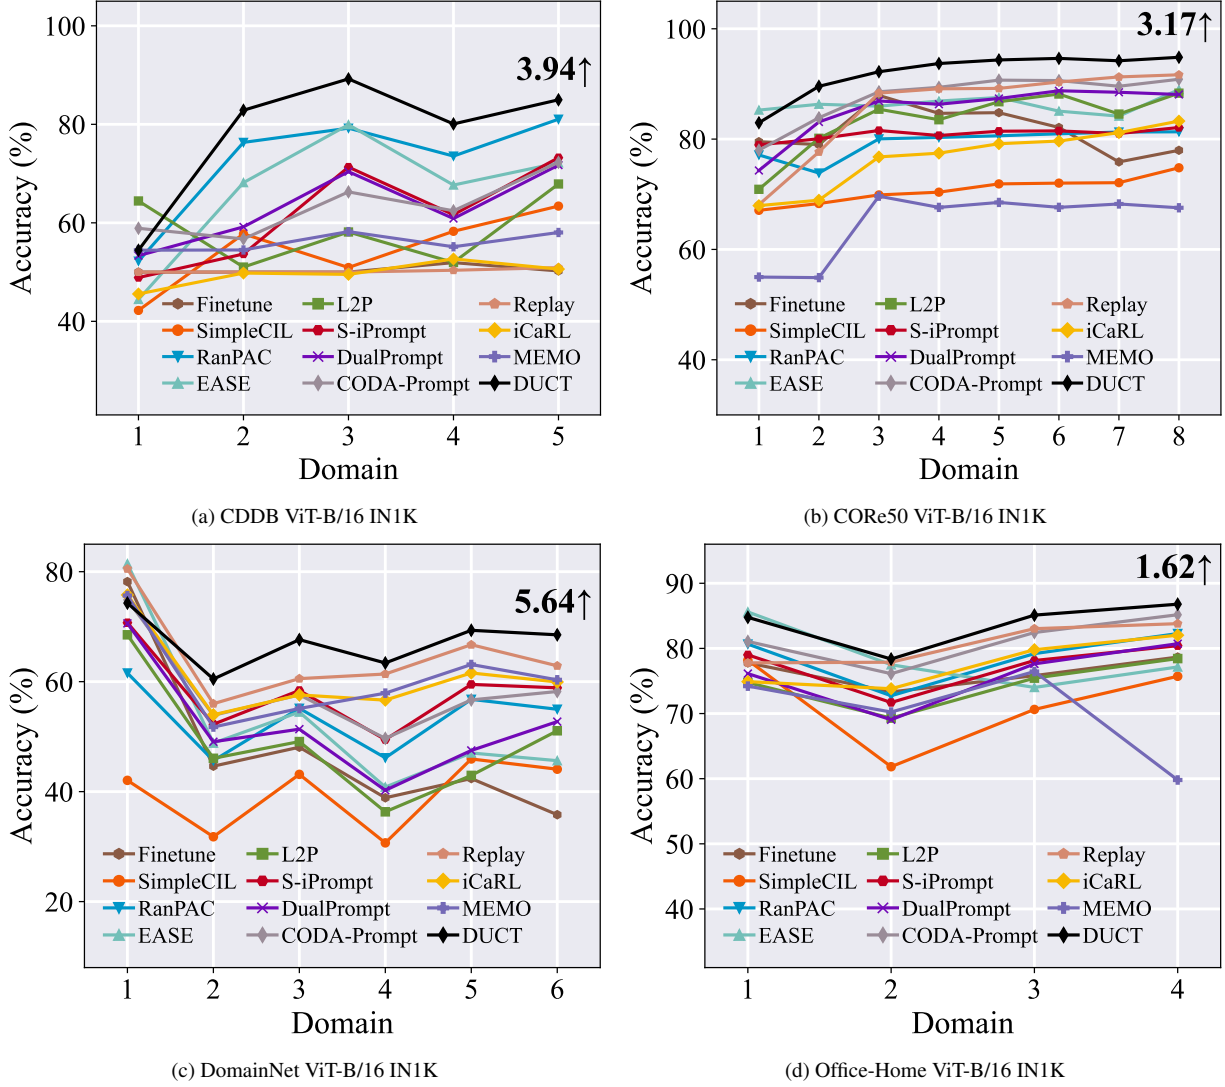 100
80
60
40
Accuracy (%)
3.94↑
Finetune
SimpleCIL
RanPAC
EASE
L2P
S-iPrompt
DualPrompt
CODA-Prompt
Replay
iCaRL
MEMO
DUCT
1 2 3 4 5
Domain
(a) CDDB ViT-B/16 IN1K
100
80
60
40
Accuracy (%)
3.17↑
Finetune
SimpleCIL
RanPAC
EASE
L2P
S-iPrompt
DualPrompt
CODA-Prompt
Replay
iCaRL
MEMO
DUCT
1 2 3 4 5 6 7 8
Domain
(b) CORe50 ViT-B/16 IN1K
80
60
40
20
Accuracy (%)
5.64↑
Finetune
SimpleCIL
RanPAC
EASE
L2P
S-iPrompt
DualPrompt
CODA-Prompt
Replay
iCaRL
MEMO
DUCT
1 2 3 4 5 6
Domain
(c) DomainNet ViT-B/16 IN1K
90
80
70
60
50
40
Accuracy (%)
1.62↑
Finetune
SimpleCIL
RanPAC
EASE
L2P
S-iPrompt
DualPrompt
CODA-Prompt
Replay
iCaRL
MEMO
DUCT
1 2 3 4
Domain
(d) Office-Home ViT-B/16 IN1K